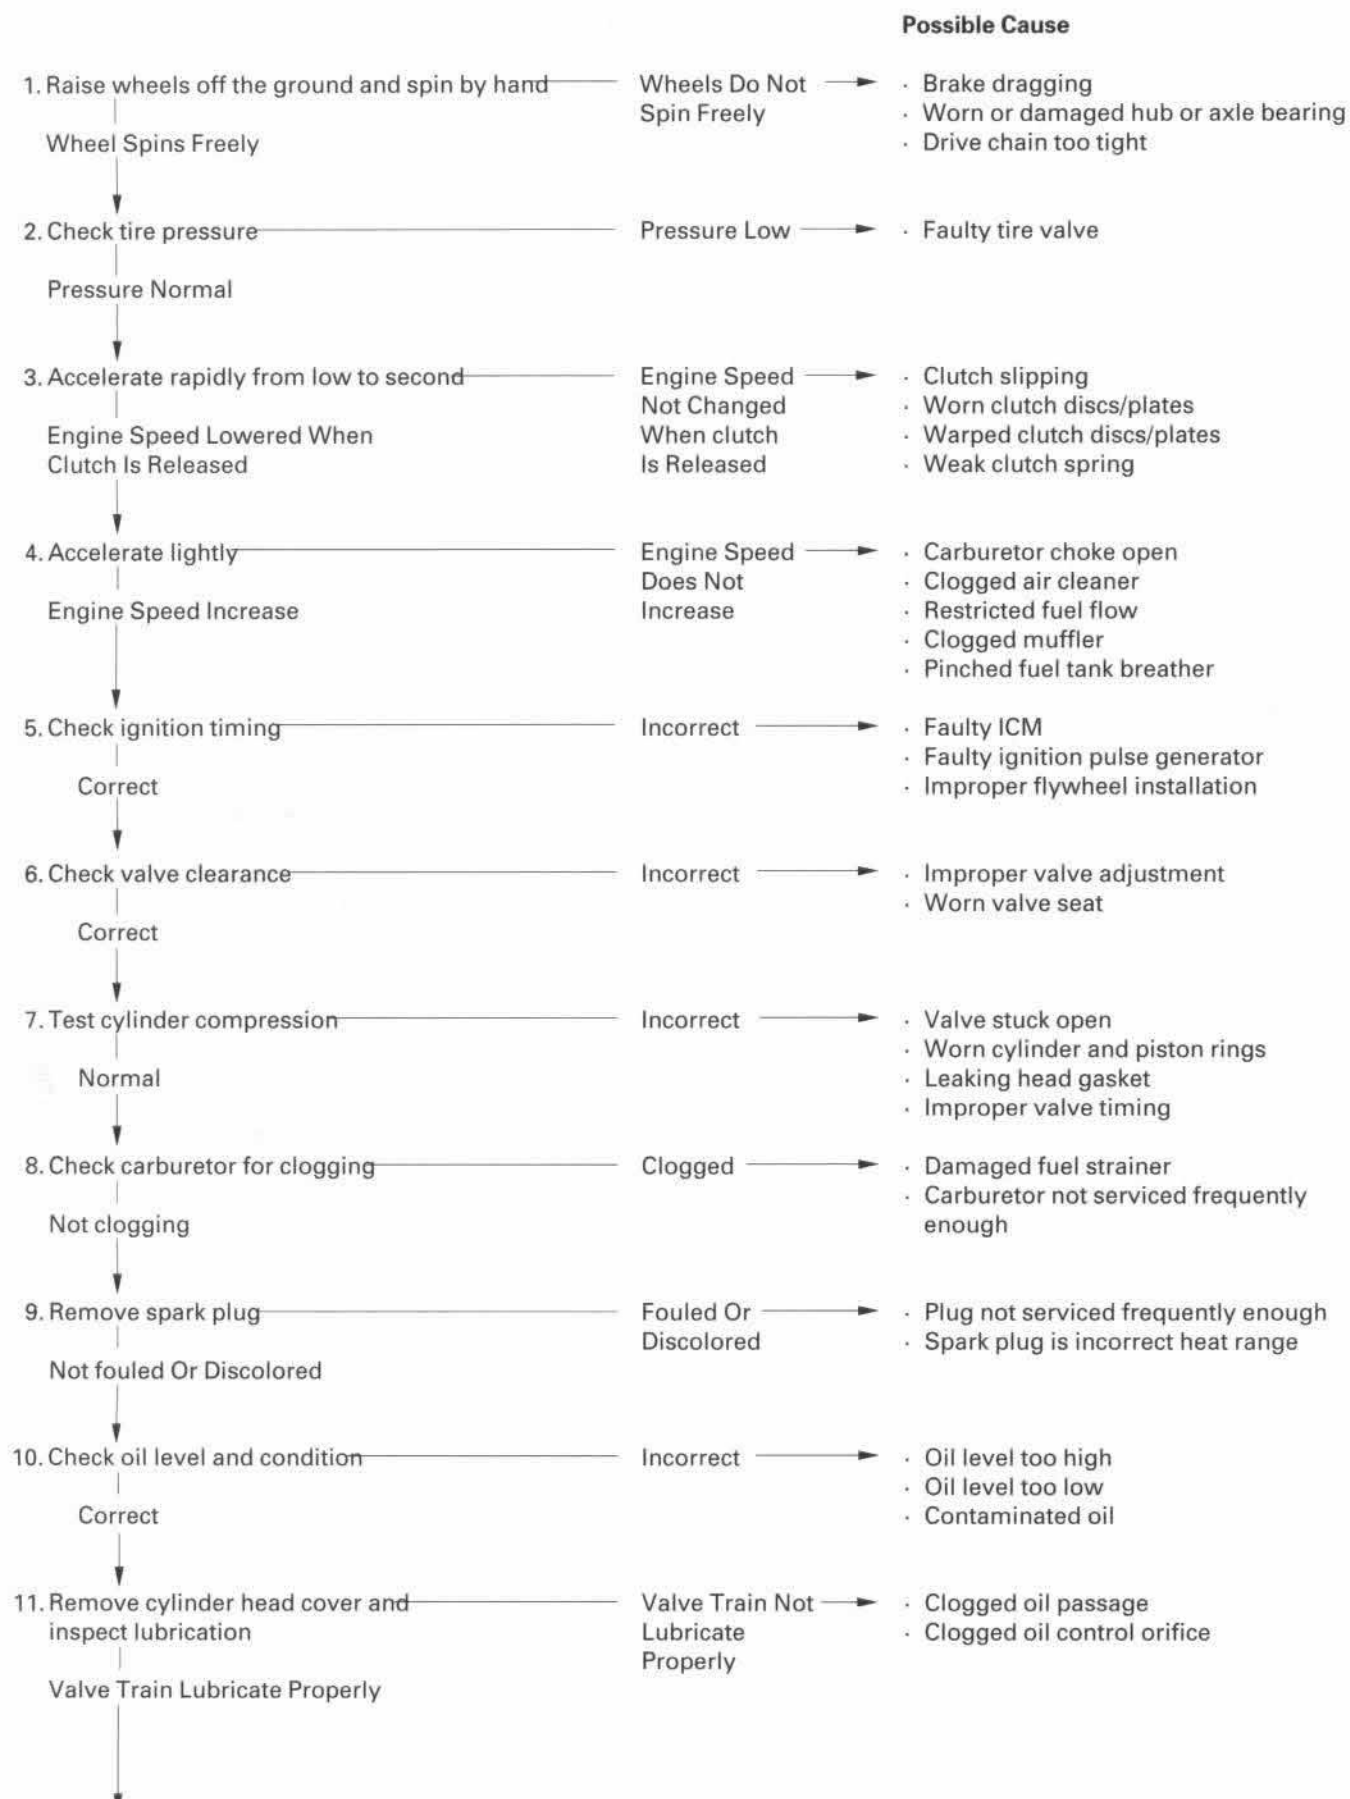 Possible Cause
1. Raise wheels off the ground and spin by hand
Wheels Do Not
Spin Freely
· Brake dragging
· Worn or damaged hub or axle bearing
· Drive chain too tight
Wheel Spins Freely
2. Check tire pressure
Pressure Low
· Faulty tire valve
Pressure Normal
3. Accelerate rapidly from low to second
Engine Speed
Not Changed
When clutch
Is Released
· Clutch slipping
· Worn clutch discs/plates
· Warped clutch discs/plates
· Weak clutch spring
Engine Speed Lowered When
Clutch Is Released
4. Accelerate lightly
Engine Speed
Does Not
Increase
· Carburetor choke open
· Clogged air cleaner
· Restricted fuel flow
· Clogged muffler
· Pinched fuel tank breather
Engine Speed Increase
5. Check ignition timing
Incorrect
· Faulty ICM
· Faulty ignition pulse generator
· Improper flywheel installation
Correct
6. Check valve clearance
Incorrect
· Improper valve adjustment
· Worn valve seat
Correct
7. Test cylinder compression
Incorrect
· Valve stuck open
· Worn cylinder and piston rings
· Leaking head gasket
· Improper valve timing
Normal
8. Check carburetor for clogging
Clogged
· Damaged fuel strainer
· Carburetor not serviced frequently
enough
Not clogging
9. Remove spark plug
Fouled Or
Discolored
· Plug not serviced frequently enough
· Spark plug is incorrect heat range
Not fouled Or Discolored
10. Check oil level and condition
Incorrect
· Oil level too high
· Oil level too low
· Contaminated oil
Correct
11. Remove cylinder head cover and
inspect lubrication
Valve Train Not
Lubricate
Properly
· Clogged oil passage
· Clogged oil control orifice
Valve Train Lubricate Properly